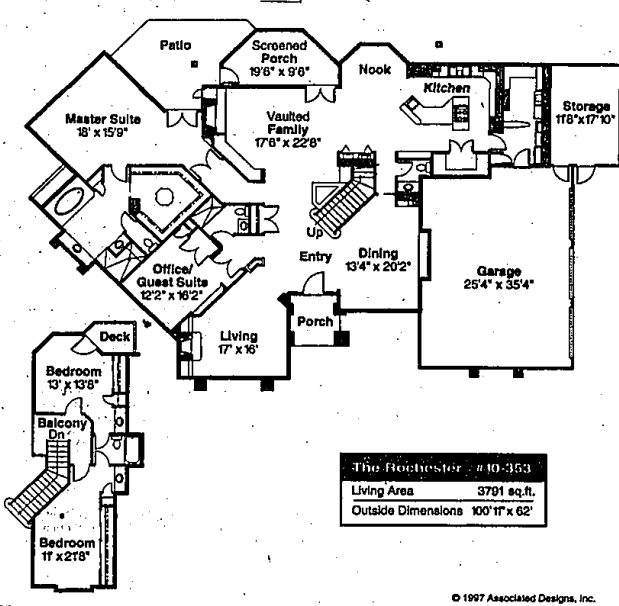 Patio
Screened
Porch
19'6" x 9'6"
Nook
Kitchen
Master Suite
18' x 15'9"
Vaulted
Family
17'6" x 22'8"
Storage
11'8" x 17'10"
Up
Entry
Dining
13'4" x 20'2"
Office/
Guest Suite
12'2" x 16'2"
Garage
25'4" x 35'4"
Porch
Living
17' x 16'
Deck
Bedroom
13' x 13'8"
Balcony
Dn
Bedroom
11' x 21'8"
The Rochester #10-353
Living Area 3791 sq.ft.
Outside Dimensions 100'11" x 62'
© 1997 Associated Designs, Inc.